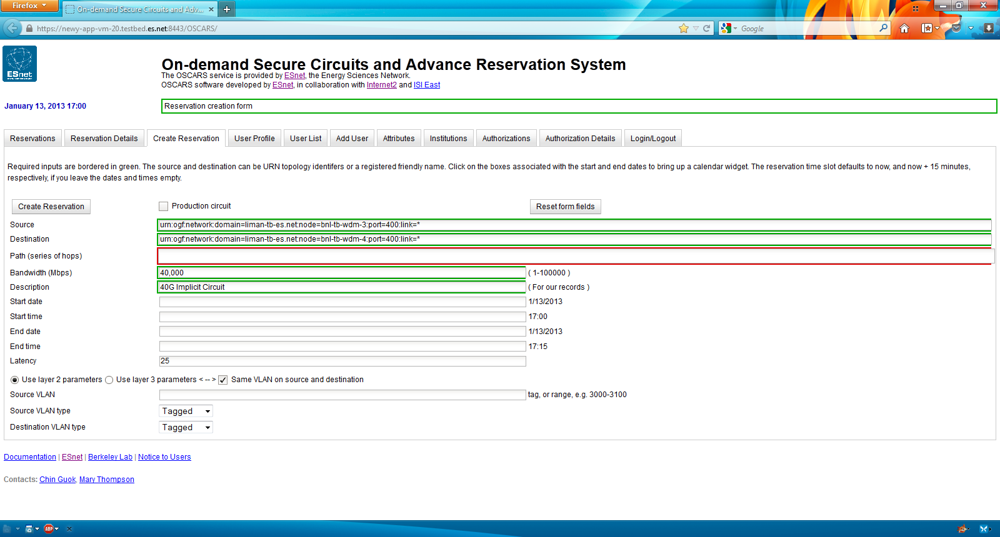 Firefox
On-demand Secure Circuits and Adv...
https://newy-app-vm-20.testbed.es.net:8443/OSCARS/
Google
ESnet
On-demand Secure Circuits and Advance Reservation System
The OSCARS service is provided by ESnet, the Energy Sciences Network.
OSCARS software developed by ESnet, in collaboration with Internet2 and ISI East
January 13, 2013 17:00
Reservation creation form
Reservations Reservation Details Create Reservation User Profile User List Add User Attributes Institutions Authorizations Authorization Details Login/Logout
Required inputs are bordered in green. The source and destination can be URN topology identifers or a registered friendly name. Click on the boxes associated with the start and end dates to bring up a calendar widget. The reservation time slot defaults to now, and now + 15 minutes,
respectively, if you leave the dates and times empty.
Create Reservation Production circuit Reset form fields
Source urn:ogf:network:domain=liman-tb-es.net:node=bnl-tb-wdm-3:port=400:link=*
Destination urn:ogf:network:domain=liman-tb-es.net:node=bnl-tb-wdm-4:port=400:link=*
Path (series of hops)
Bandwidth (Mbps) 40,000 ( 1-100000 )
Description 40G Implicit Circuit ( For our records )
Start date 1/13/2013
Start time 17:00
End date 1/13/2013
End time 17:15
Latency 25
Use layer 2 parameters Use layer 3 parameters < -- > Same VLAN on source and destination
Source VLAN tag, or range, e.g. 3000-3100
Source VLAN type Tagged
Destination VLAN type Tagged
Documentation | ESnet | Berkeley Lab | Notice to Users
Contacts: Chin Guok, Mary Thompson
ABP